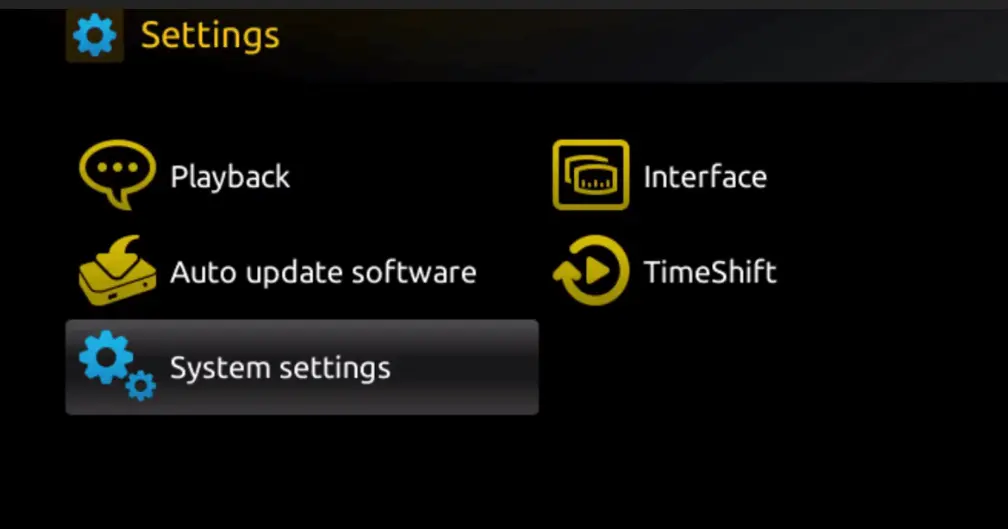 Settings
Playback
Interface
Auto update software
TimeShift
System settings